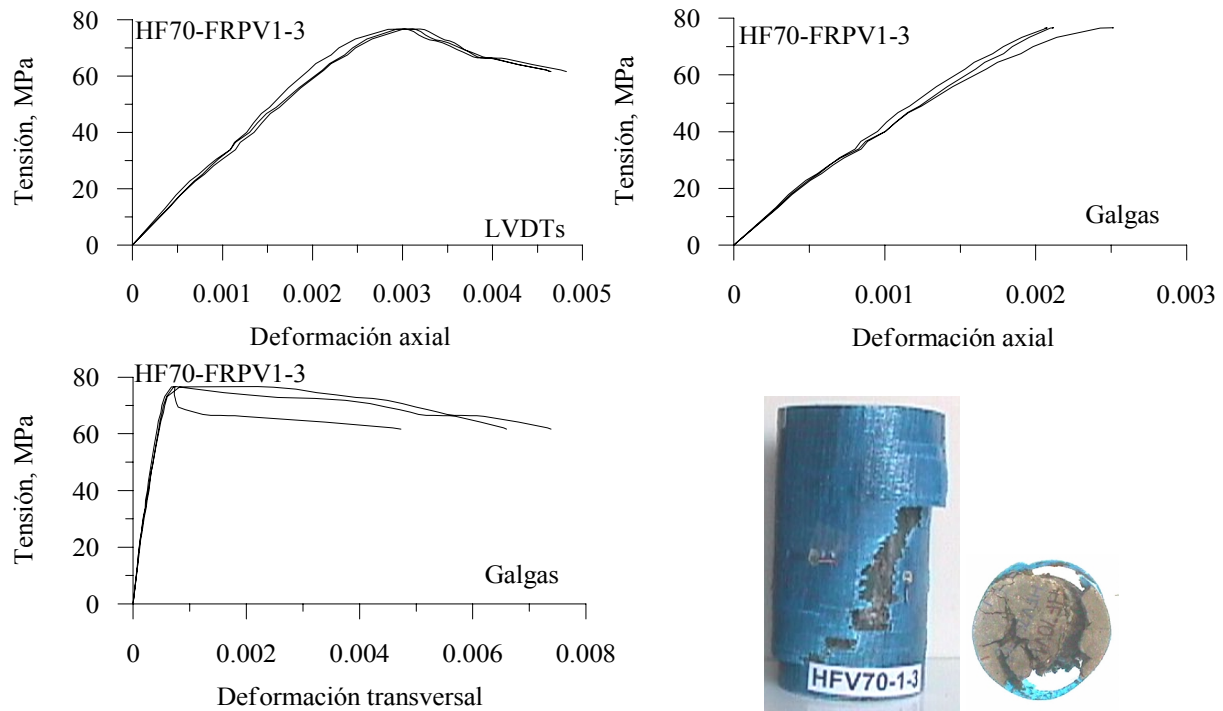 HF70-FRPV1-3
Tensión, MPa
80
60
40
20
0
LVDTs
0 0.001 0.002 0.003 0.004 0.005
Deformación axial
HF70-FRPV1-3
Tensión, MPa
80
60
40
20
0
Galgas
0 0.001 0.002 0.003
Deformación axial
HF70-FRPV1-3
Tensión, MPa
80
60
40
20
0
Galgas
0 0.002 0.004 0.006 0.008
Deformación transversal
HFV70-1-3